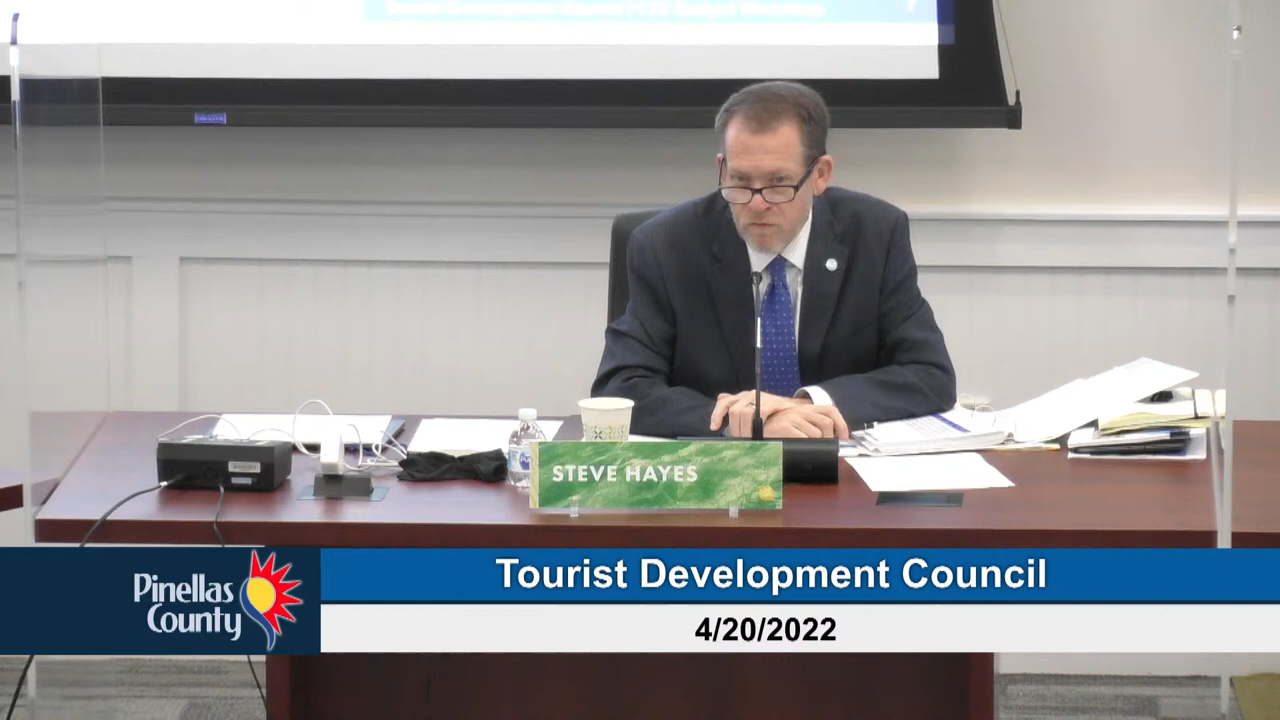 STEVE HAYES
Pinellas
County
Tourist Development Council
4/20/2022